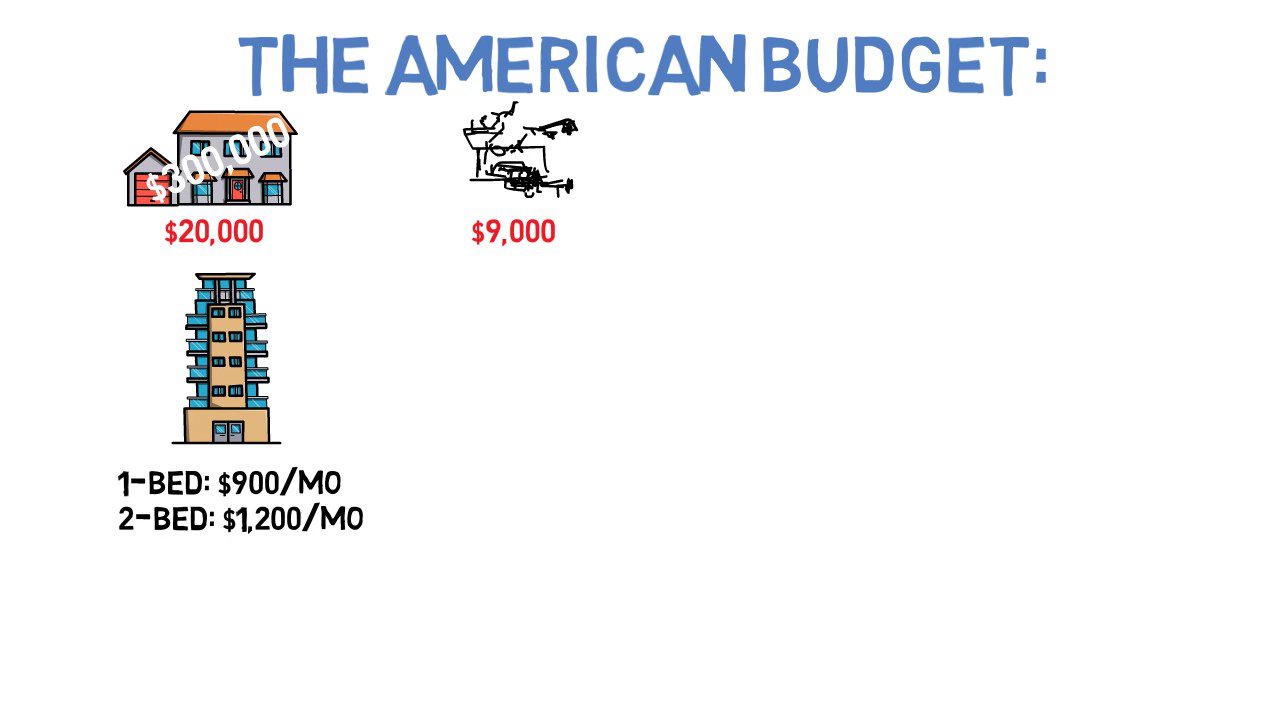 THE AMERICAN BUDGET:
$300,000
$20,000
$9,000
1-BED: $900/MO
2-BED: $1,200/MO